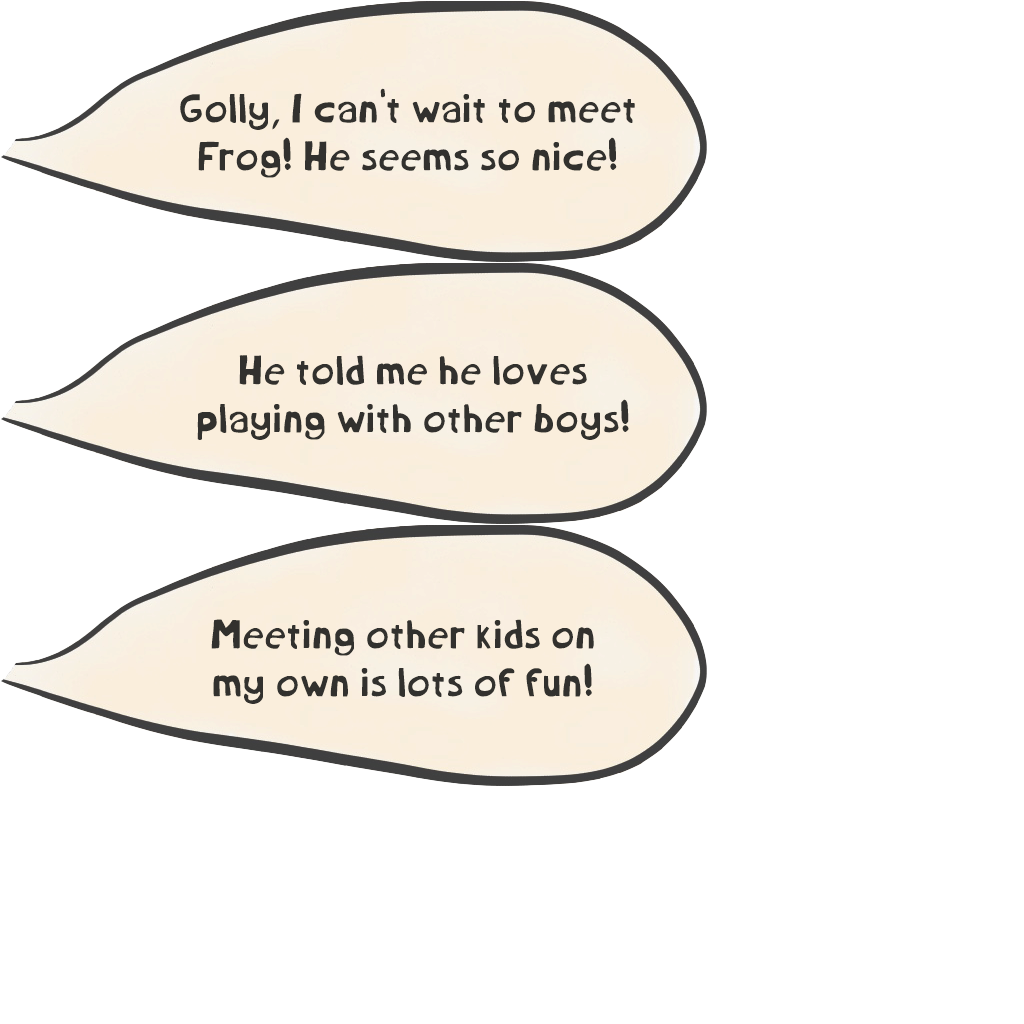 Golly, I can't wait to meet
Frog! He seems so nice!
He told me he loves
playing with other boys!
Meeting other kids on
my own is lots of fun!